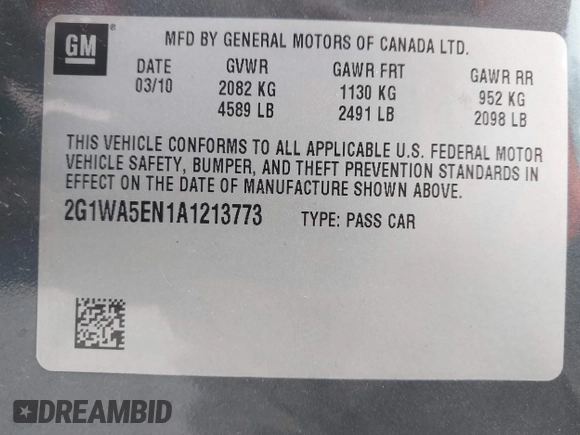 GM
MFD BY GENERAL MOTORS OF CANADA LTD.
DATE GVWR GAWR FRT GAWR RR
03/10 2082 KG 1130 KG 952 KG
4589 LB 2491 LB 2098 LB
THIS VEHICLE CONFORMS TO ALL APPLICABLE U.S. FEDERAL MOTOR
VEHICLE SAFETY, BUMPER, AND THEFT PREVENTION STANDARDS IN
EFFECT ON THE DATE OF MANUFACTURE SHOWN ABOVE.
2G1WA5EN1A1213773 TYPE: PASS CAR
DREAMBID